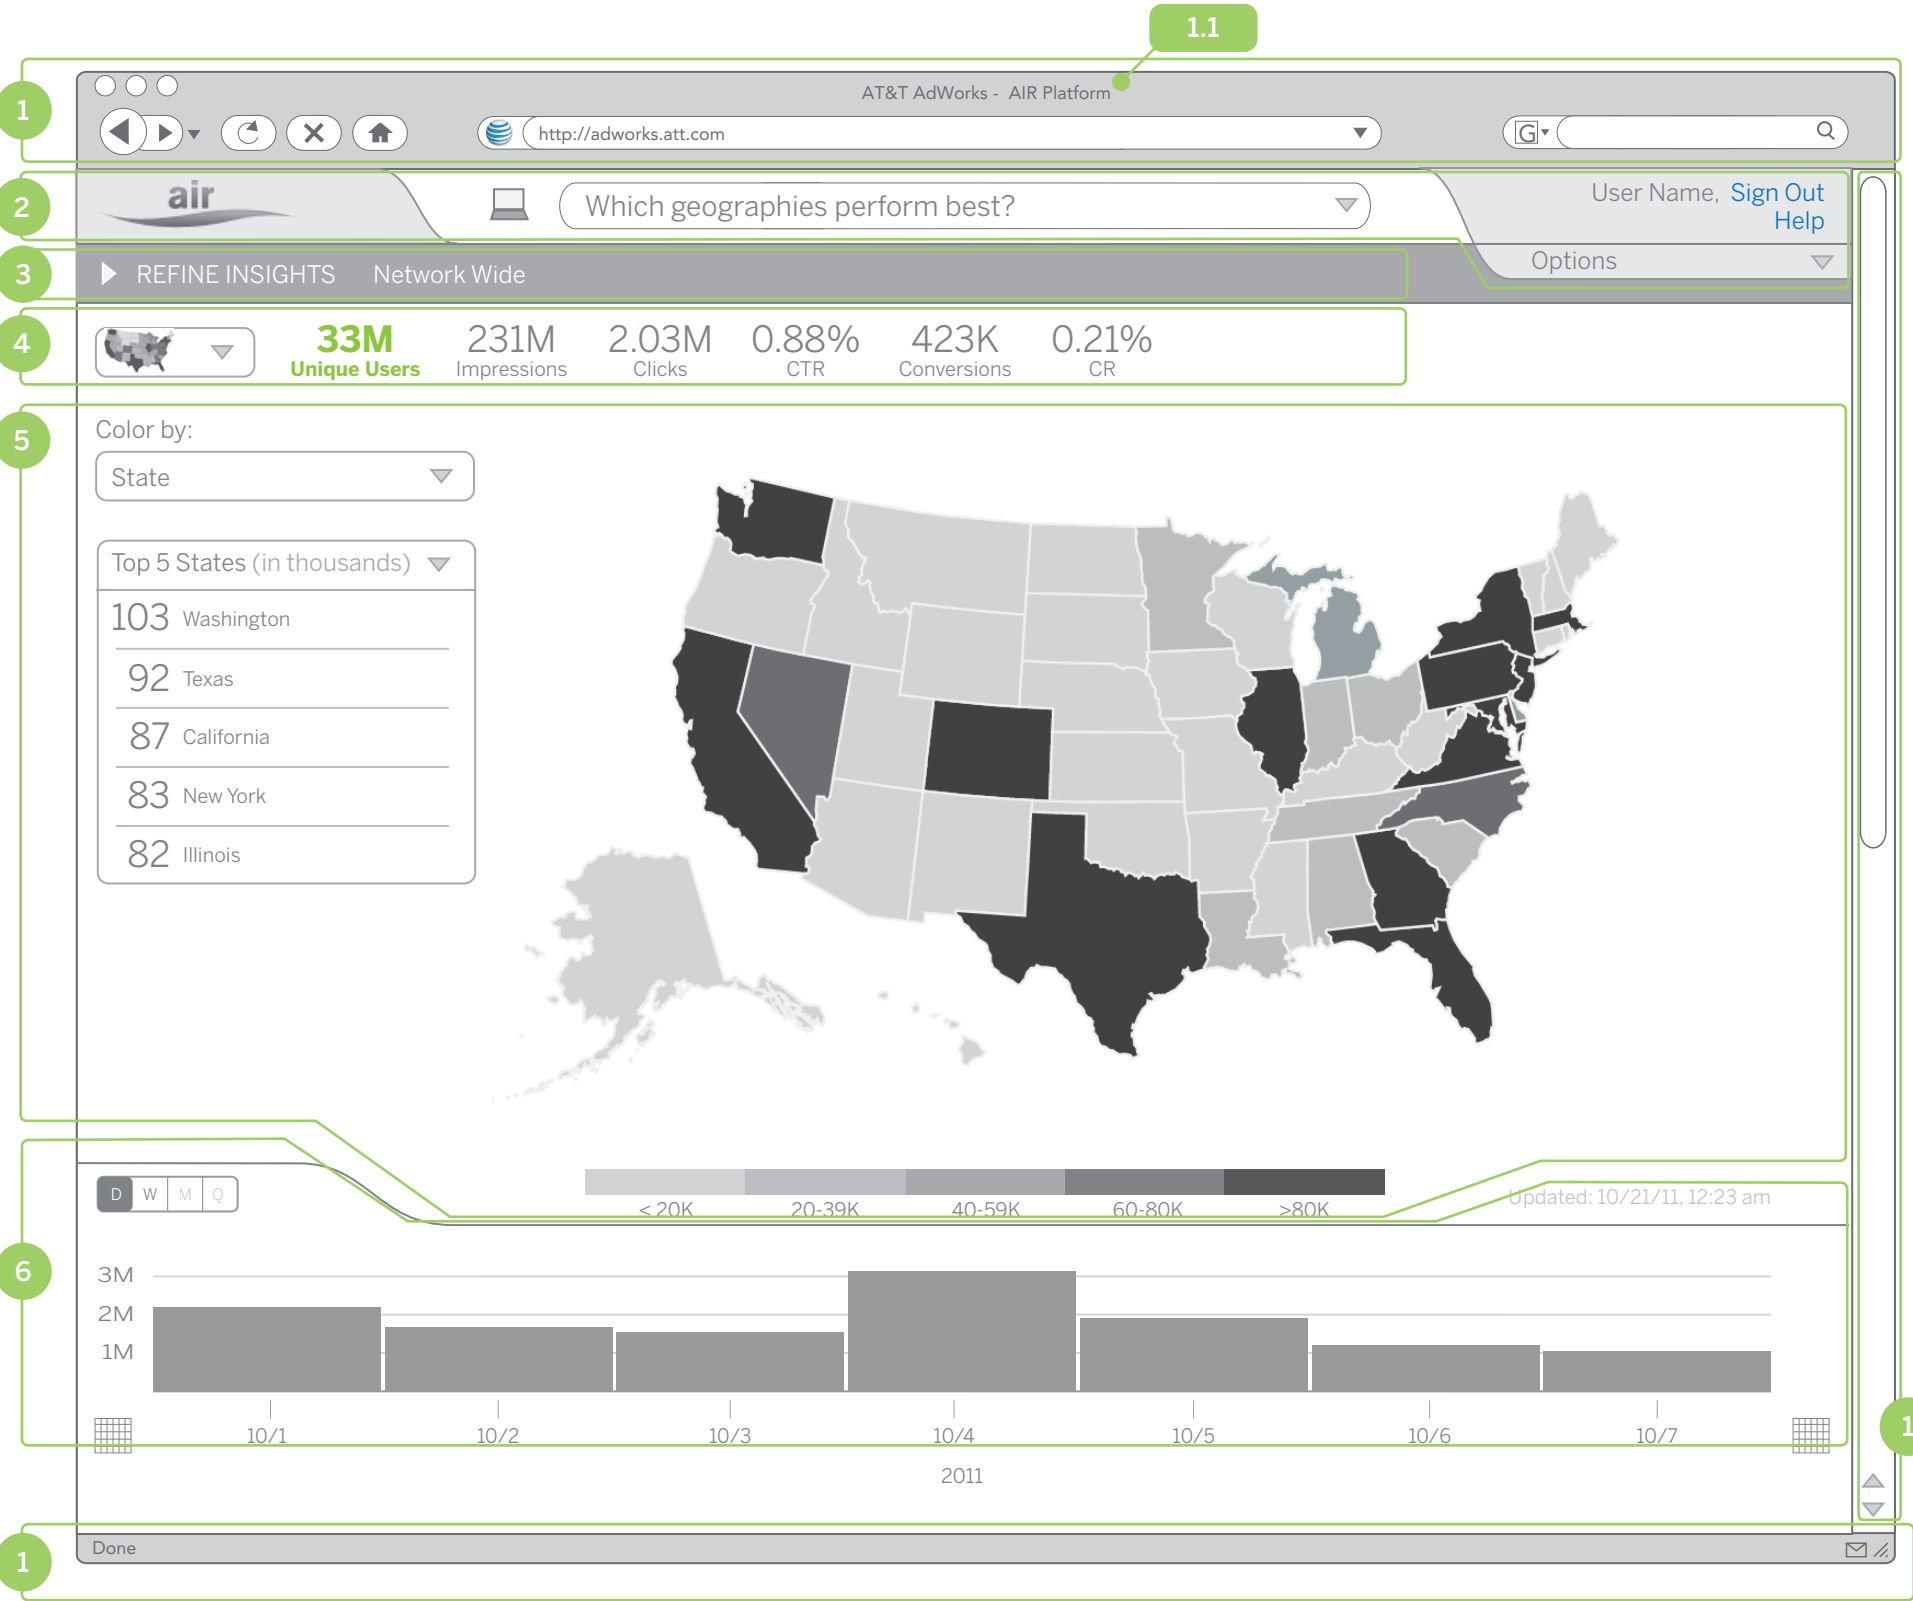 1.1
1
AT&T AdWorks - AIR Platform
http://adworks.att.com
G
2
air
Which geographies perform best?
User Name, Sign Out
Help
3
REFINE INSIGHTS Network Wide
Options
4
33M 231M 2.03M 0.88% 423K 0.21%
Unique Users Impressions Clicks CTR Conversions CR
5
Color by:
State
Top 5 States (in thousands)
103 Washington
92 Texas
87 California
83 New York
82 Illinois
D W M Q
< 20K 20-39K 40-59K 60-80K >80K
Updated: 10/21/11, 12:23 am
6
3M
2M
1M
10/1 10/2 10/3 10/4 10/5 10/6 10/7
2011
1
1
Done